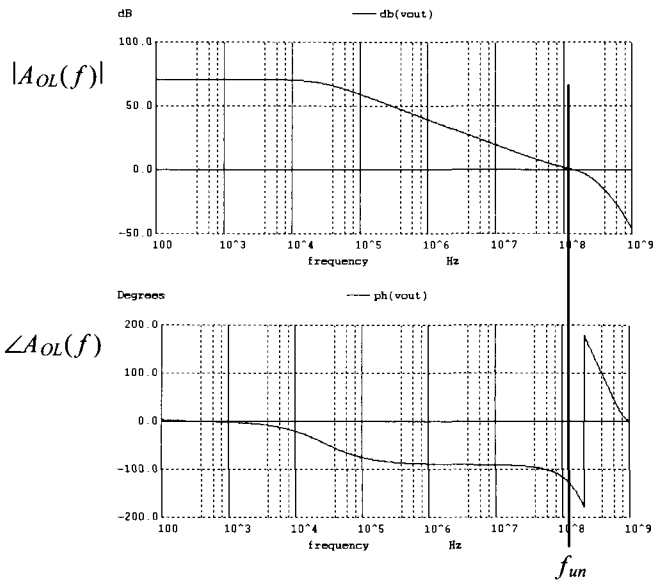 dB
db(vout)
100.0
|A_OL(f)|
50.0
0.0
-50.0
100 10^3 10^4 10^5 10^6 10^7 10^8 10^9
frequency Hz
Degrees
ph(vout)
200.0
∠A_OL(f)
100.0
0.0
-100.0
-200.0
100 10^3 10^4 10^5 10^6 10^7 10^8 10^9
frequency Hz
f_un